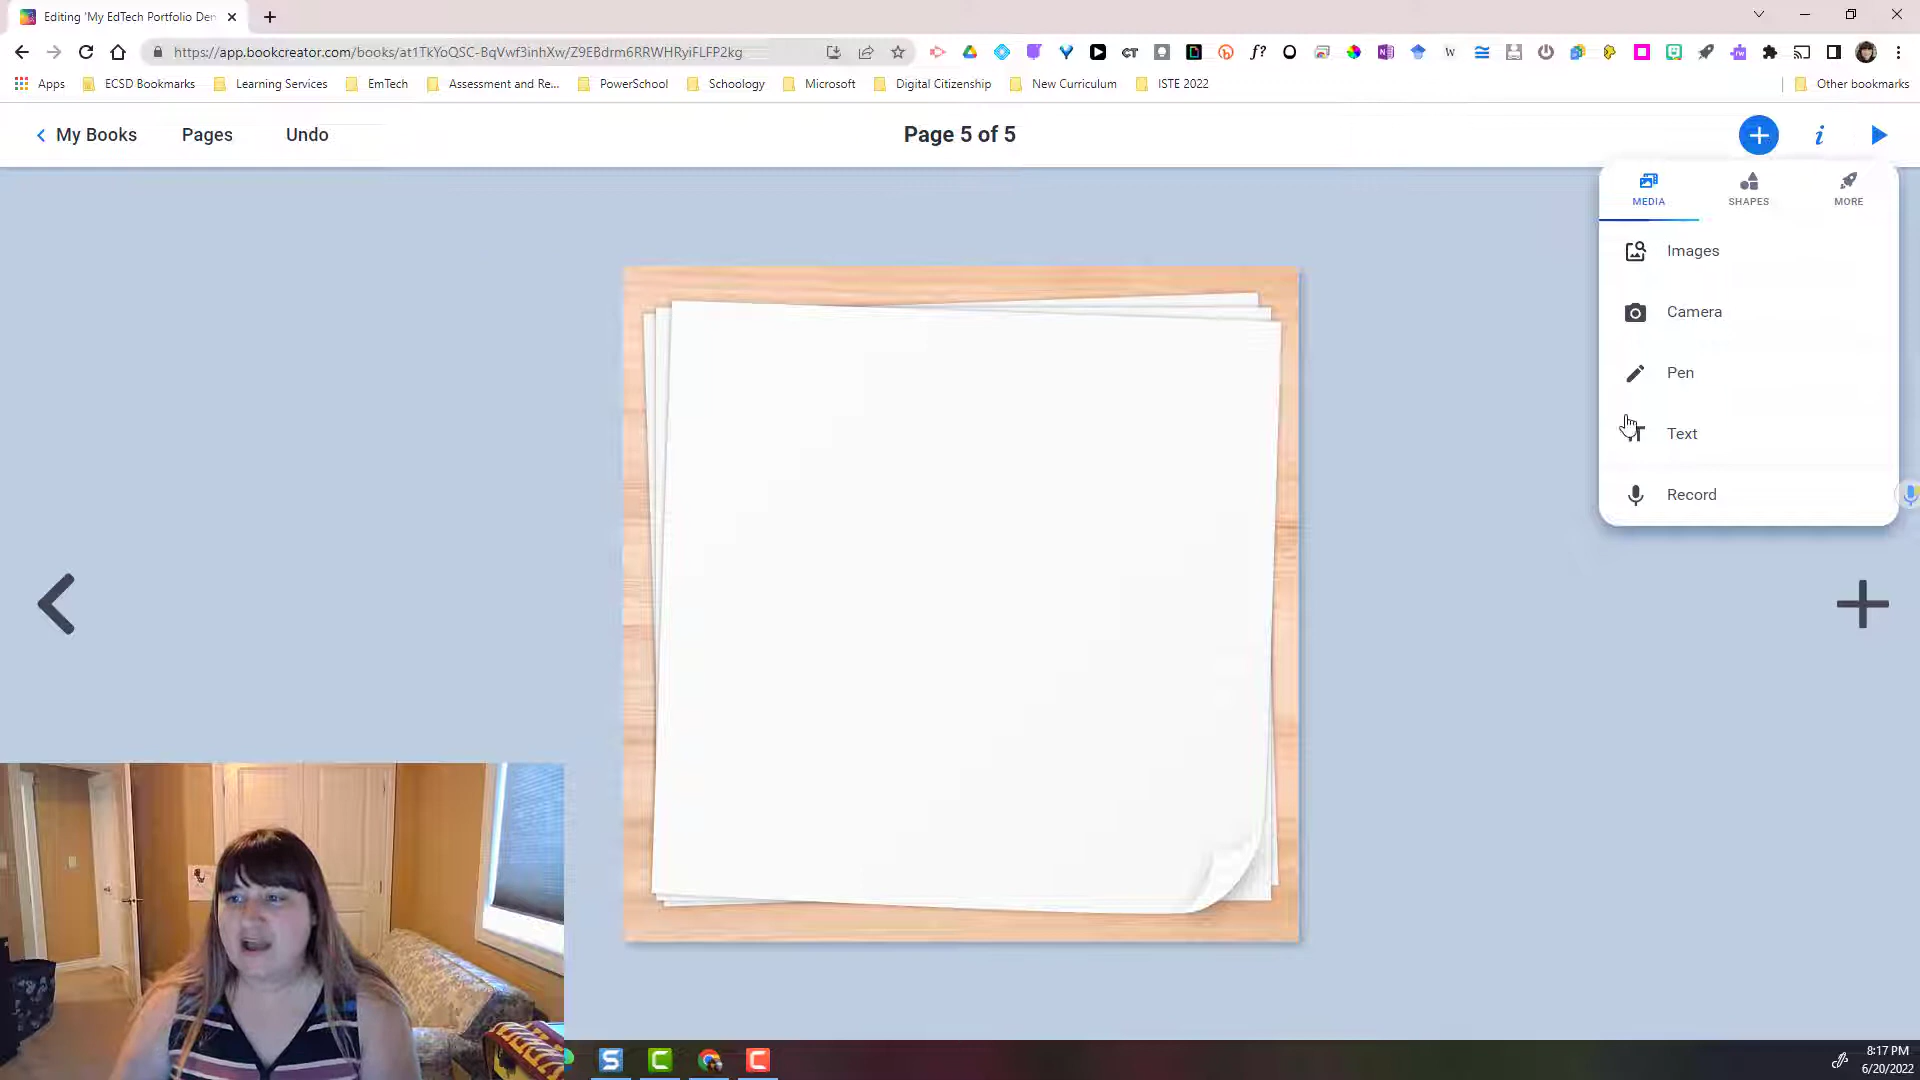 Editing 'My EdTech Portfolio Den
https://app.bookcreator.com/books/at1TkYoQSC-BqVwf3inhXw/Z9EBdrm6RRWHRyiFLFP2kg
Apps ECSD Bookmarks Learning Services EmTech Assessment and Re... PowerSchool Schoology Microsoft Digital Citizenship New Curriculum ISTE 2022 Other bookmarks
My Books Pages Undo Page 5 of 5
MEDIA SHAPES MORE
Images
Camera
Pen
Text
Record
8:17 PM
6/20/2022